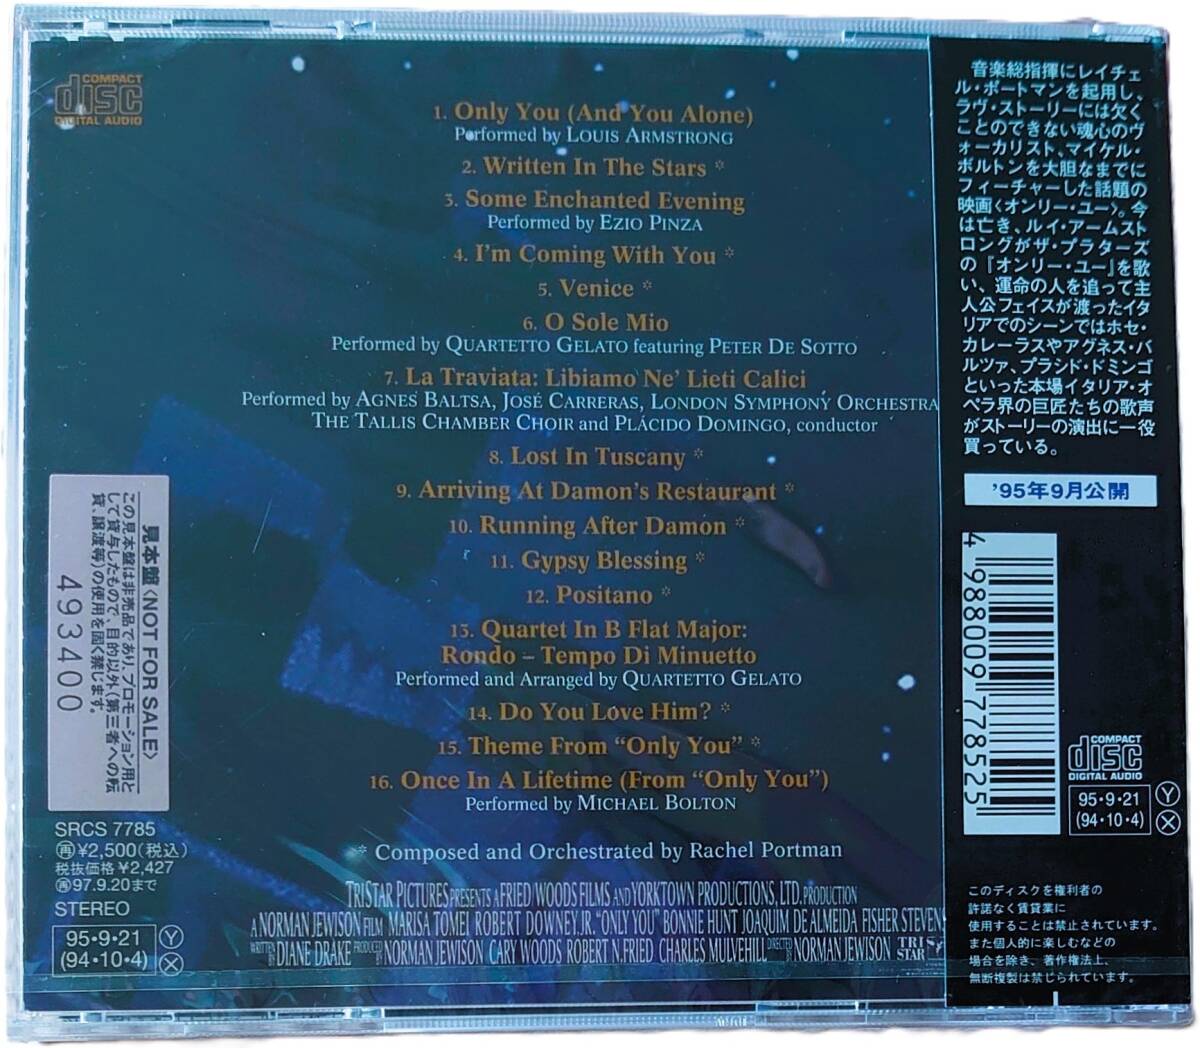 COMPACT
disc
DIGITAL AUDIO
1. Only You (And You Alone)
Performed by LOUIS ARMSTRONG
2. Written In The Stars *
3. Some Enchanted Evening
Performed by EZIO PINZA
4. I'm Coming With You *
5. Venice *
6. O Sole Mio
Performed by QUARTETTO GELATO featuring PETER DE SOTTO
7. La Traviata: Libiamo Ne' Lieti Calici
Performed by AGNES BALTSA, JOSÉ CARRERAS, LONDON SYMPHONY ORCHESTRA
THE TALLIS CHAMBER CHOIR and PLÁCIDO DOMINGO, conductor
8. Lost In Tuscany *
9. Arriving At Damon's Restaurant *
10. Running After Damon *
11. Gypsy Blessing *
12. Positano *
13. Quartet In B Flat Major:
Rondo – Tempo Di Minuetto
Performed and Arranged by QUARTETTO GELATO
14. Do You Love Him? *
15. Theme From “Only You” *
16. Once In A Lifetime (From “Only You”)
Performed by MICHAEL BOLTON
* Composed and Orchestrated by Rachel Portman
TRISTAR PICTURES PRESENTS A FRIED WOODS FILMS AND YORKTOWN PRODUCTIONS, LTD. PRODUCTION
A NORMAN JEWISON FILM MARISA TOMEI ROBERT DOWNEY, JR. "ONLY YOU" BONNIE HUNT JOAQUIM DE ALMEIDA FISHER STEVENS
WRITTEN BY DIANE DRAKE PRODUCED BY NORMAN JEWISON CARY WOODS ROBERT N. FRIED CHARLES MULVEHILL DIRECTED BY NORMAN JEWISON
TRI
STAR
見本盤〈NOT FOR SALE〉
この見本盤は非売品であり、プロモーション用と
して貸与したもので、目的以外(第三者への転
貸、譲渡等)の使用を固く禁じます。
493400
SRCS 7785
再¥2,500(税込)
税抜価格¥2,427
再97.9.20まで
STEREO
95・9・21
(94・10・4)
Y
X
音楽総指揮にレイチェ
ル・ポートマンを起用し、
ラヴ・ストーリーには欠く
ことのできない魂心のヴ
ォーカリスト、マイケル・
ボルトンを大胆なまでに
フィーチャーした話題の
映画〈オンリー・ユー〉。今
は亡き、ルイ・アームスト
ロングがザ・プラターズ
の『オンリー・ユー』を歌
い、運命の人を追って主
人公フェイスが渡ったイタ
リアでのシーンではホセ・
カレーラスやアグネス・バ
ルツァ、プラシド・ドミンゴ
といった本場イタリア・オ
ペラ界の巨匠たちの歌声
がストーリーの演出に一役
買っている。
'95年9月公開
4 988009 778525
COMPACT
disc
DIGITAL AUDIO
95・9・21
(94・10・4)
Y
X
このディスクを権利者の
許諾なく賃貸業に
使用することは禁じます。
また個人的に楽しむなどの
場合を除き、著作権法上、
無断複製は禁じられています。